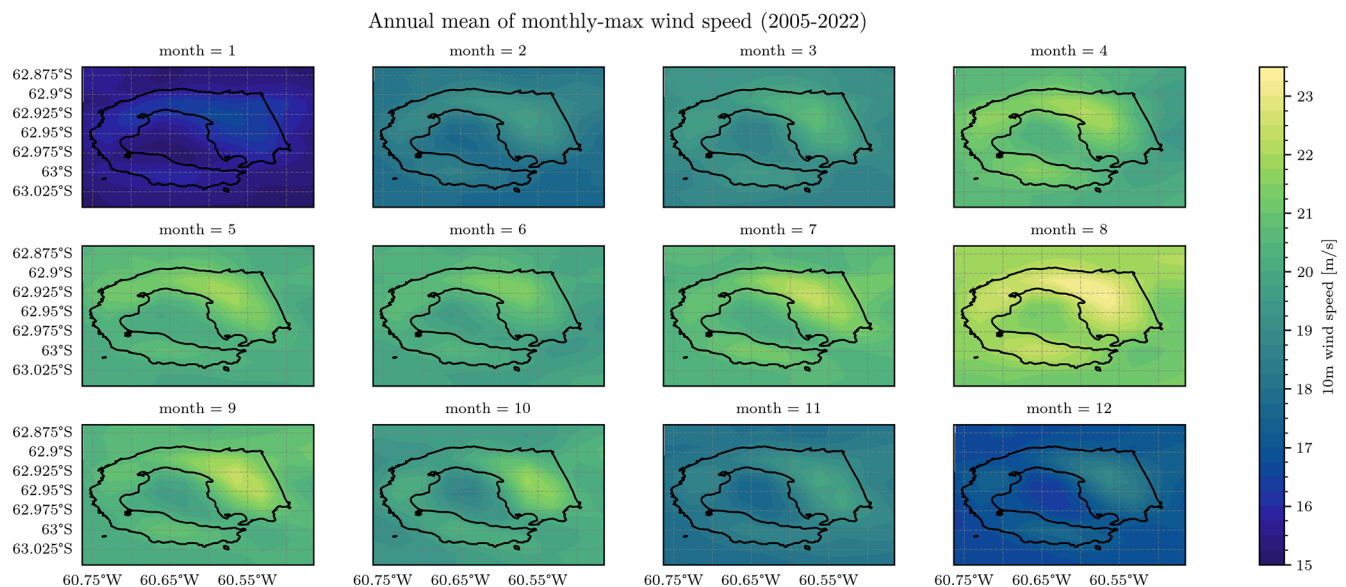 Annual mean of monthly-max wind speed (2005-2022)
month = 1
month = 2
month = 3
month = 4
62.875°S
62.9°S
62.925°S
62.95°S
62.975°S
63°S
63.025°S
month = 5
month = 6
month = 7
month = 8
62.875°S
62.9°S
62.925°S
62.95°S
62.975°S
63°S
63.025°S
month = 9
month = 10
month = 11
month = 12
62.875°S
62.9°S
62.925°S
62.95°S
62.975°S
63°S
63.025°S
60.75°W 60.65°W 60.55°W
60.75°W 60.65°W 60.55°W
60.75°W 60.65°W 60.55°W
60.75°W 60.65°W 60.55°W
23
22
21
20
19
18
17
16
15
10m wind speed [m/s]